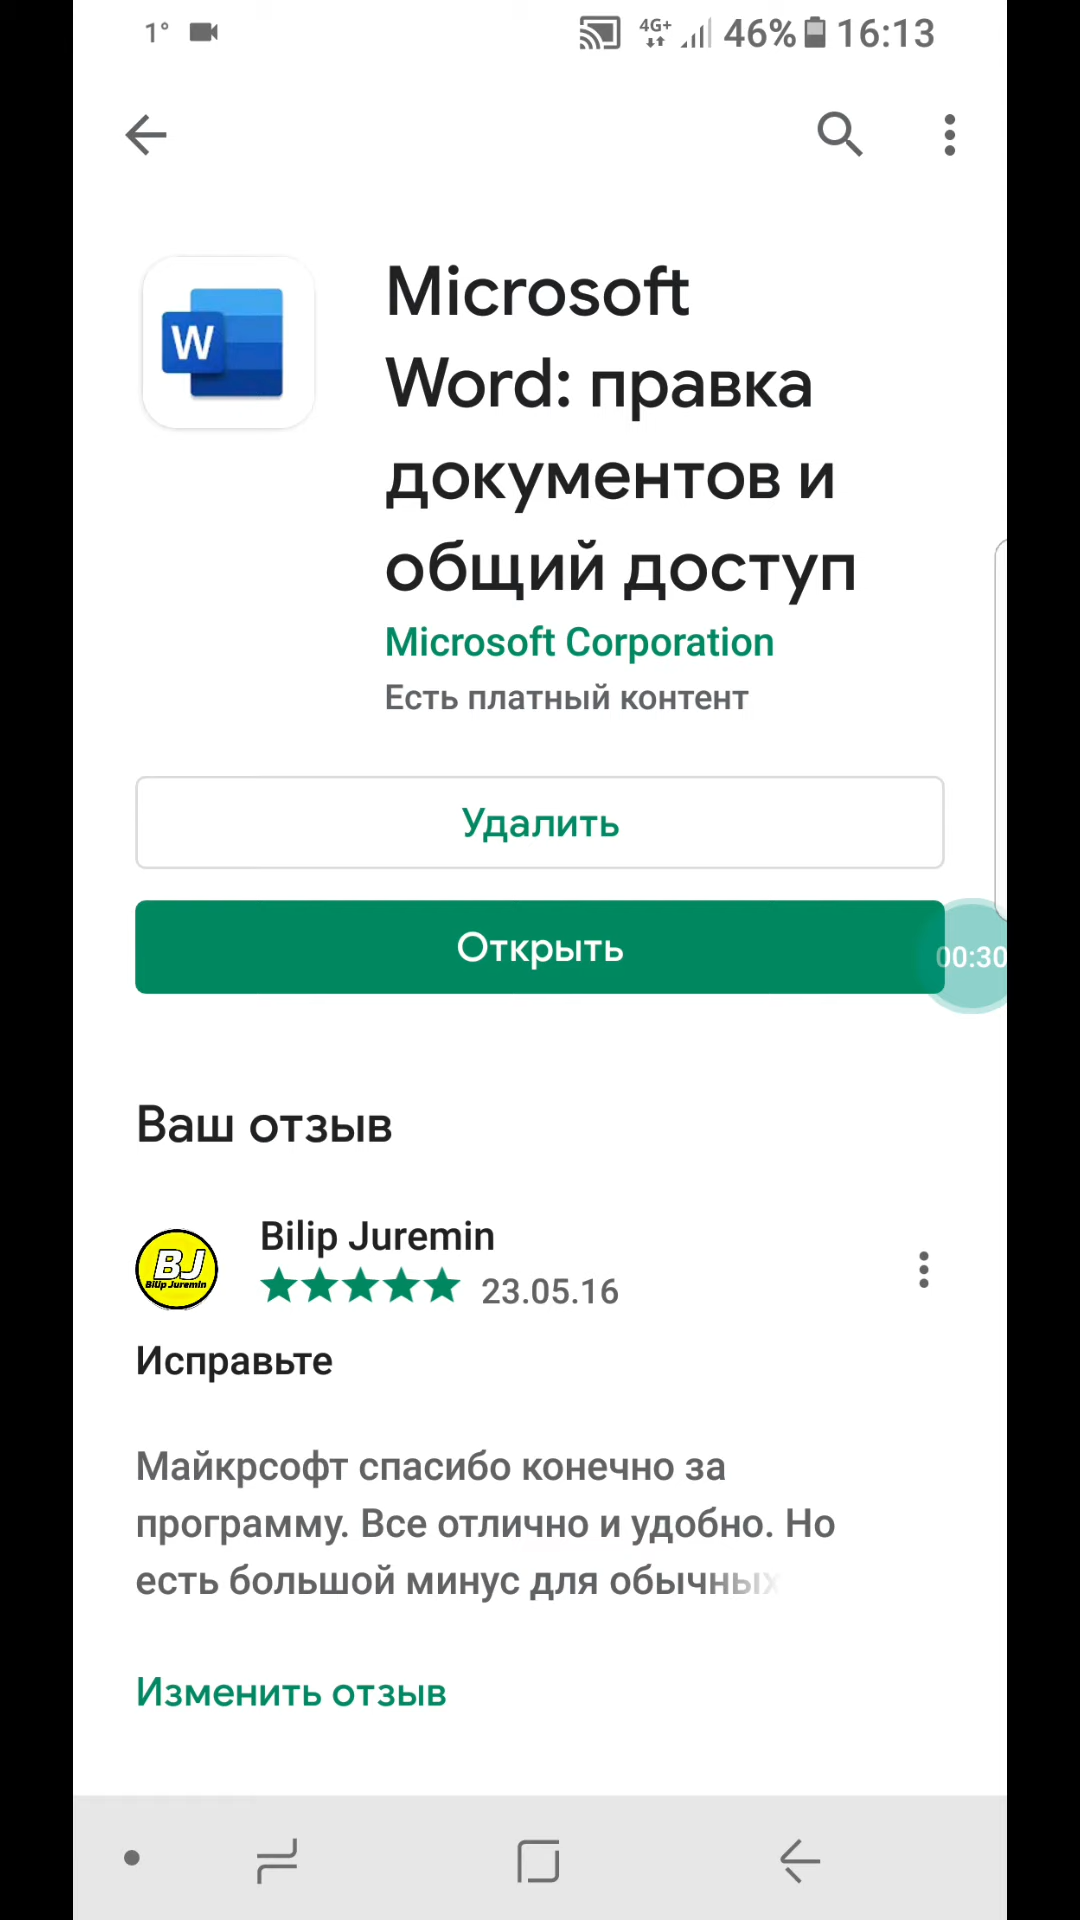 1°
4G+ 46% 16:13
W
Microsoft
Word: правка
документов и
общий доступ
Microsoft Corporation
Есть платный контент
Удалить
Открыть
00:30
Ваш отзыв
BJ
Bilip Juremin
Bilip Juremin
23.05.16
Исправьте
Майкрсофт спасибо конечно за
программу. Все отлично и удобно. Но
есть большой минус для обычных
Изменить отзыв